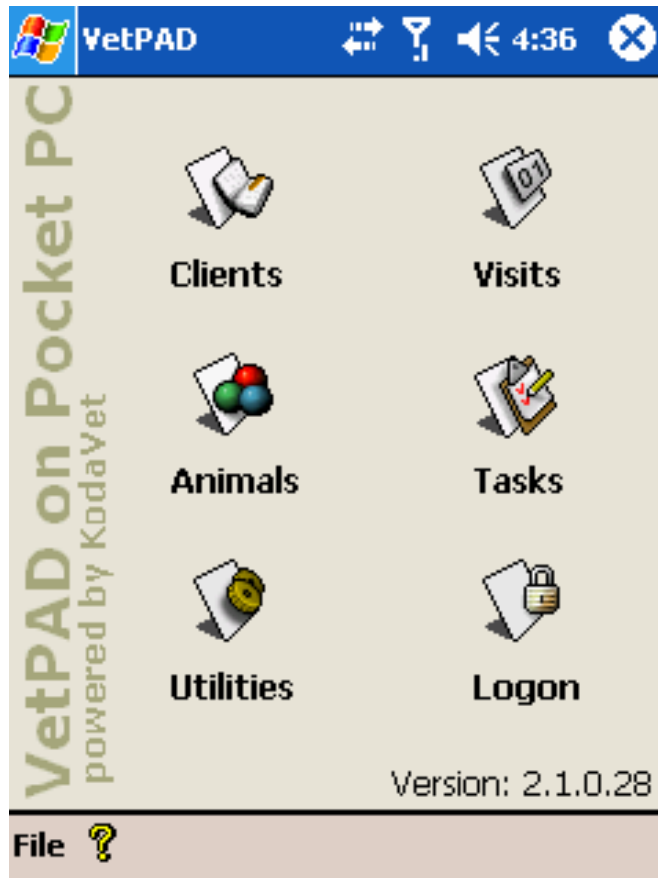 VetPAD 4:36
VetPAD on Pocket PC
powered by KodaVet
Clients Visits
01
Animals Tasks
Utilities Logon
Version: 2.1.0.28
File ?